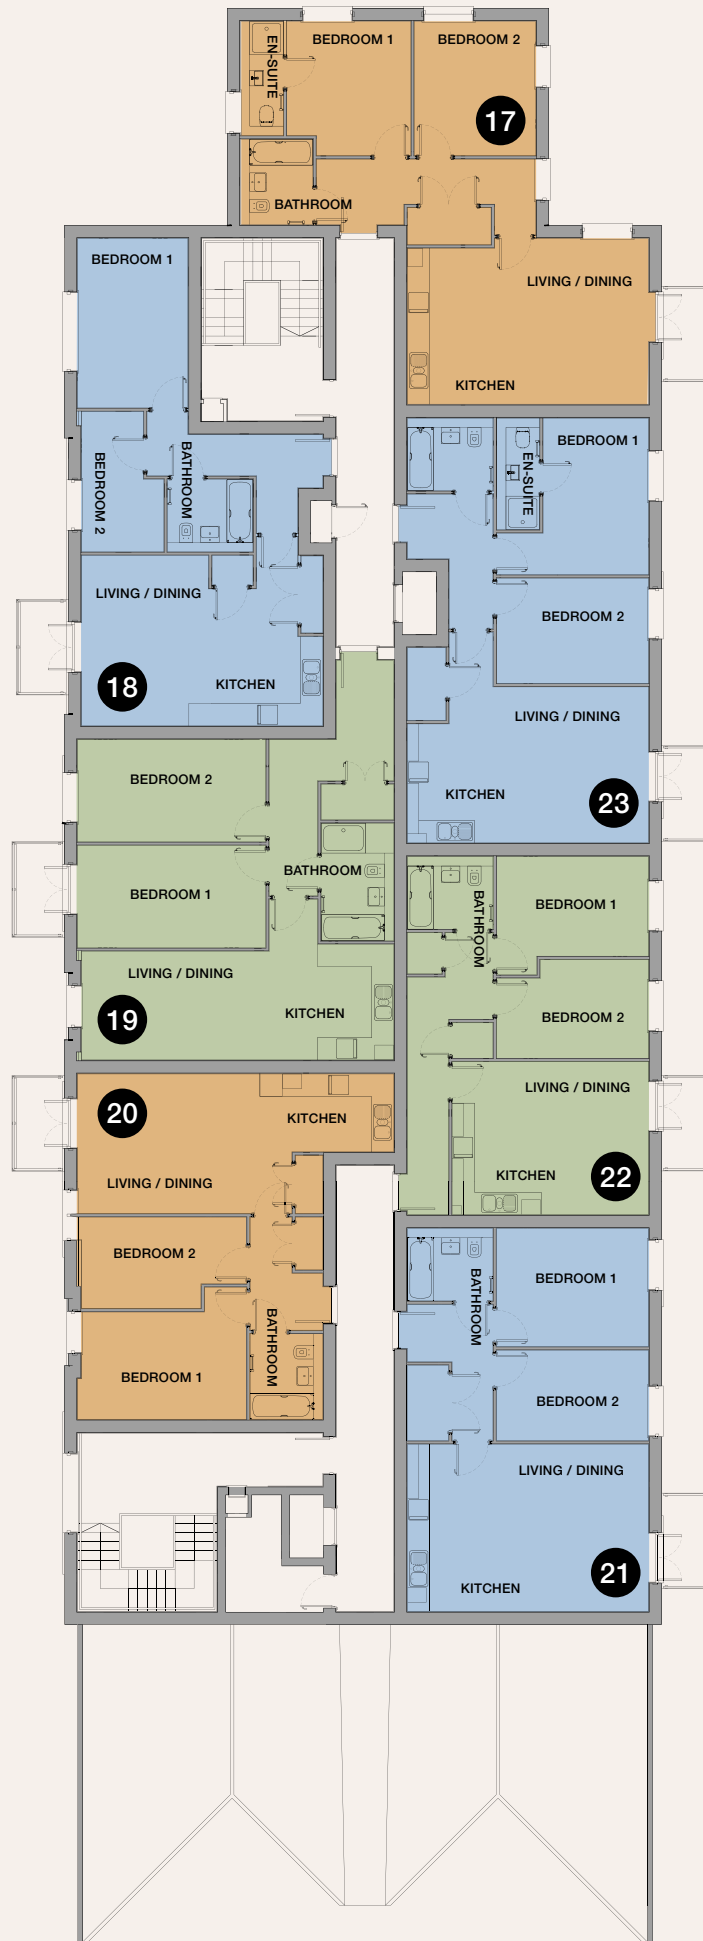 EN-SUITE
BEDROOM 1
BEDROOM 2
17
BATHROOM
LIVING / DINING
KITCHEN
BEDROOM 1
BEDROOM 2
BATHROOM
LIVING / DINING
18
KITCHEN
BEDROOM 1
EN-SUITE
BEDROOM 2
LIVING / DINING
KITCHEN
23
BEDROOM 2
BATHROOM
BEDROOM 1
LIVING / DINING
19
KITCHEN
BEDROOM 1
BATHROOM
BEDROOM 2
LIVING / DINING
KITCHEN
22
20
KITCHEN
LIVING / DINING
BEDROOM 2
BATHROOM
BEDROOM 1
BEDROOM 1
BATHROOM
BEDROOM 2
LIVING / DINING
KITCHEN
21